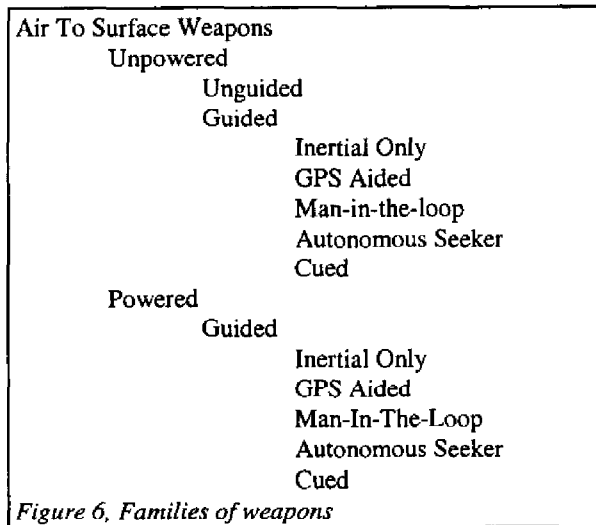 Air To Surface Weapons
Unpowered
Unguided
Guided
Inertial Only
GPS Aided
Man-in-the-loop
Autonomous Seeker
Cued
Powered
Guided
Inertial Only
GPS Aided
Man-In-The-Loop
Autonomous Seeker
Cued
Figure 6, Families of weapons